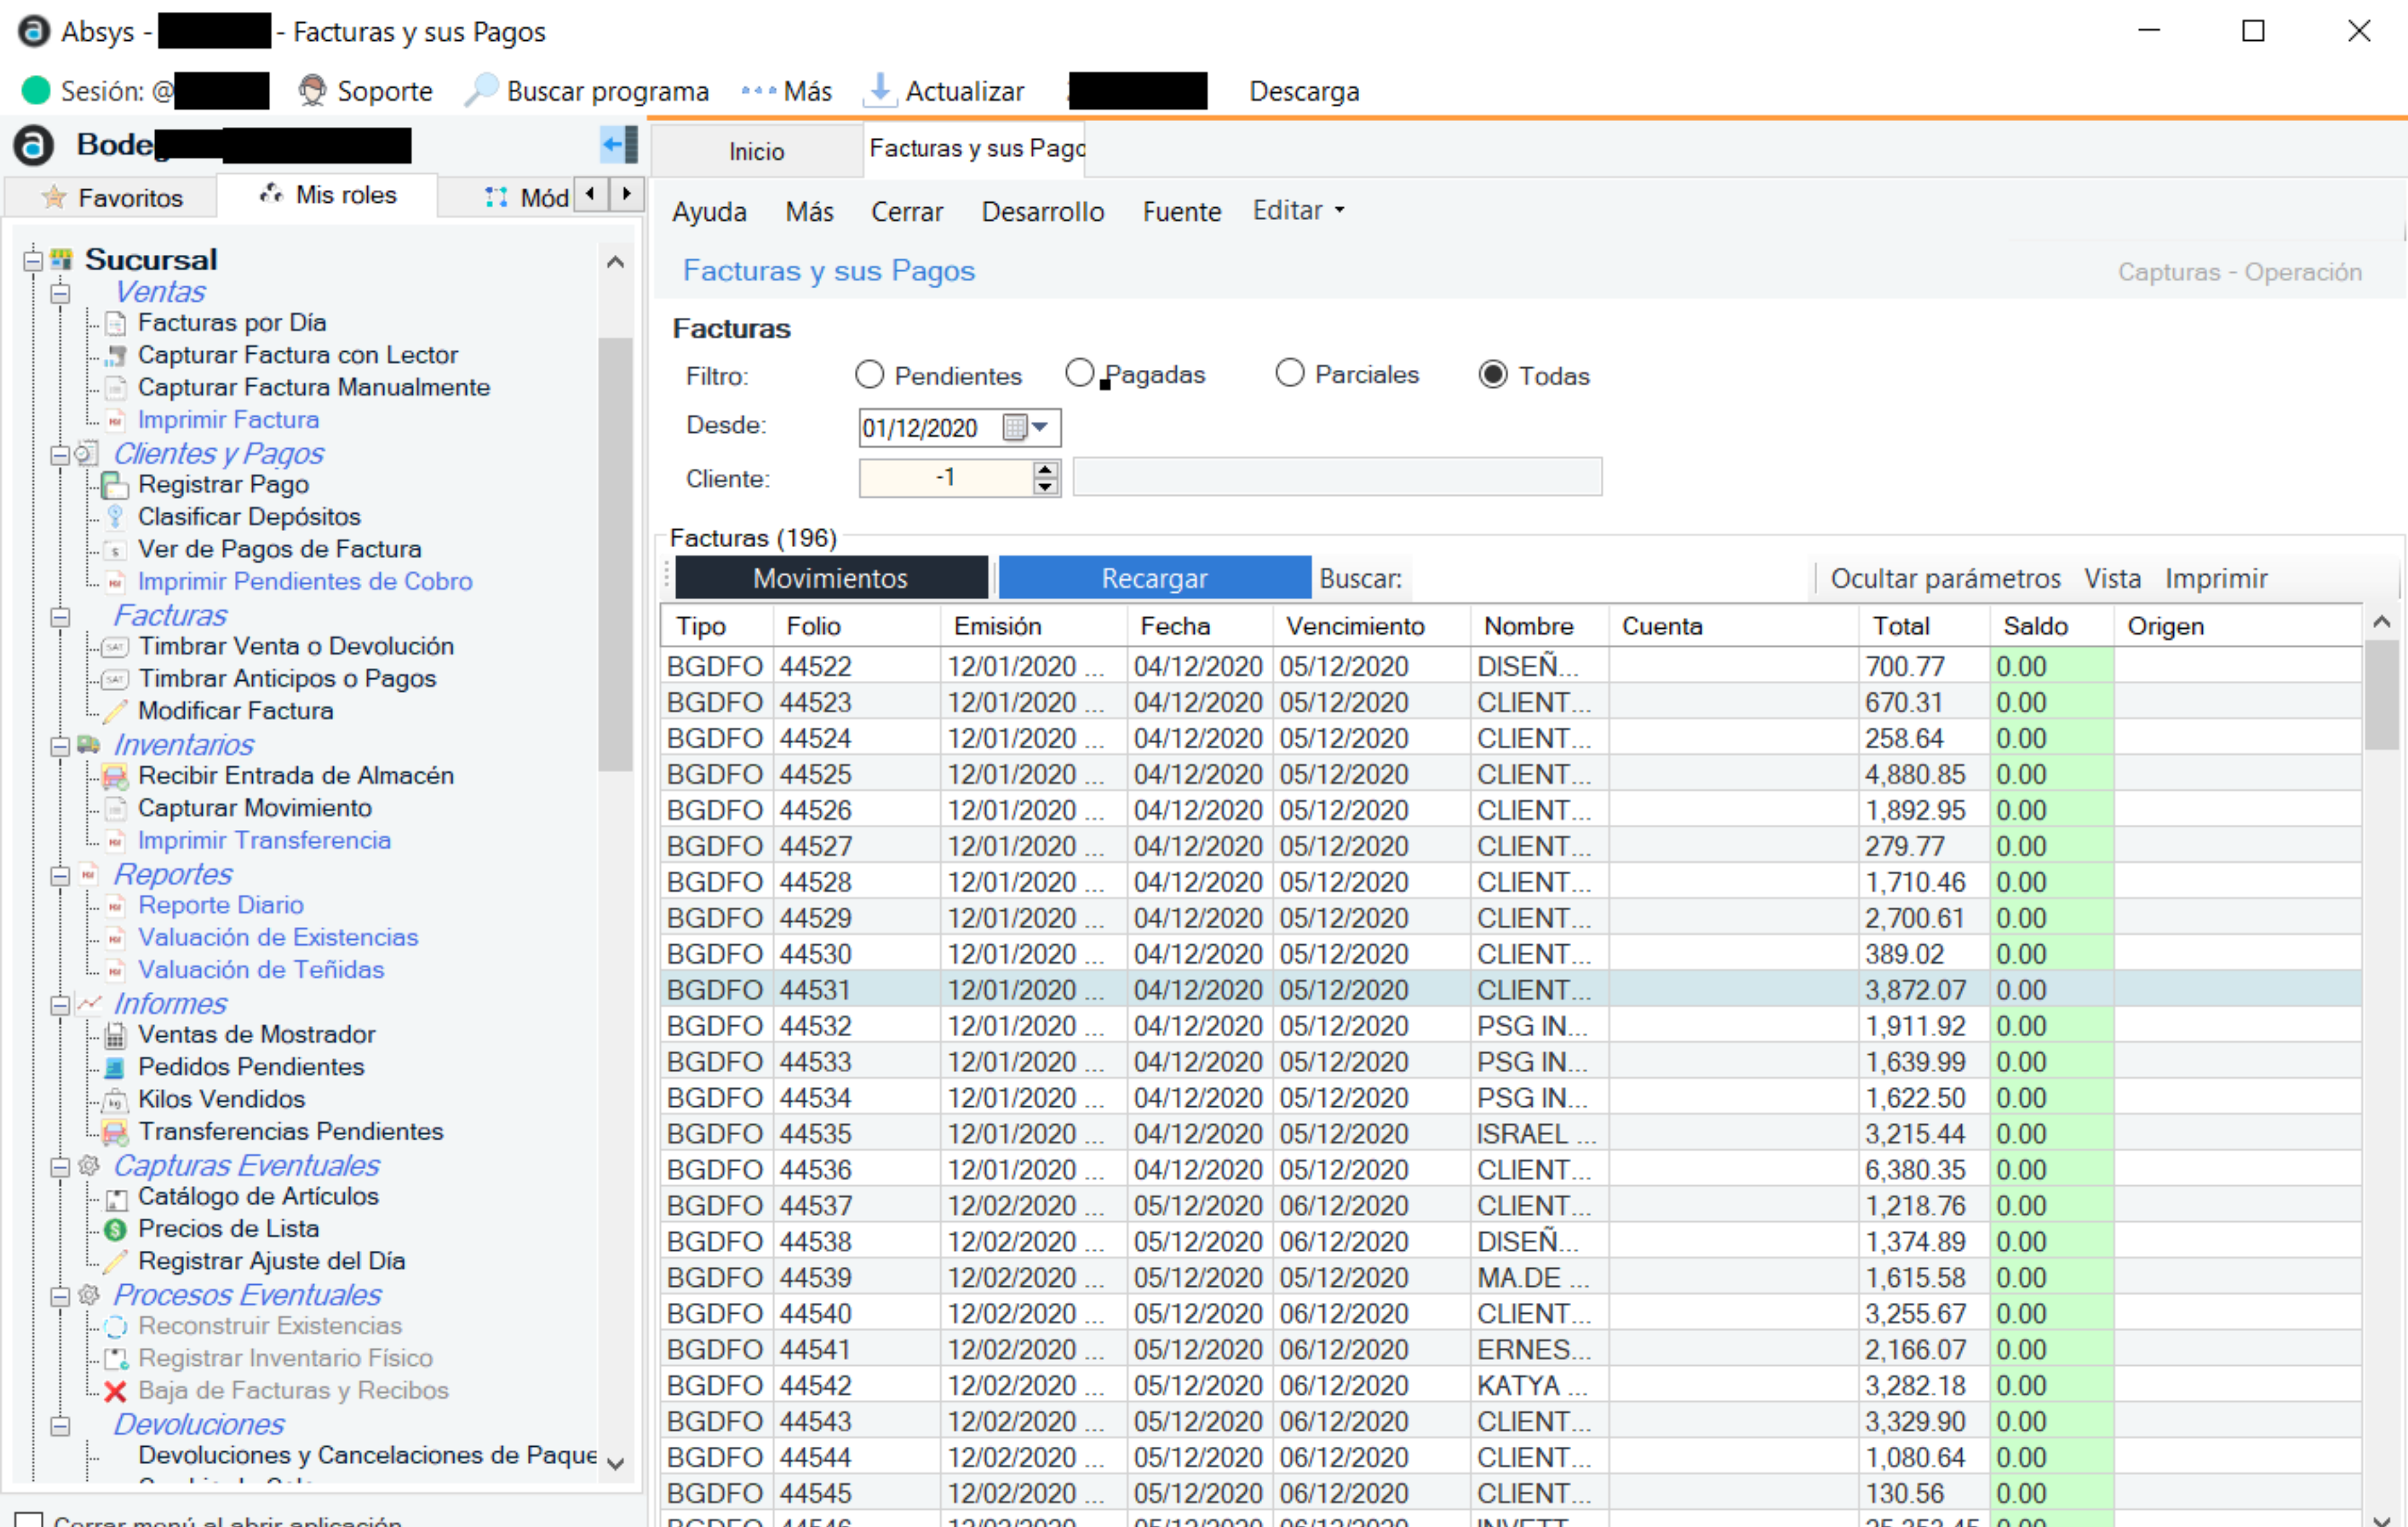 Absys - - Facturas y sus Pagos
Sesión: @ Soporte Buscar programa Más Actualizar Descarga
Bode
Favoritos Mis roles Mód
Sucursal
Ventas
Facturas por Día
Capturar Factura con Lector
Capturar Factura Manualmente
Imprimir Factura
Clientes y Pagos
Registrar Pago
Clasificar Depósitos
Ver de Pagos de Factura
Imprimir Pendientes de Cobro
Facturas
Timbrar Venta o Devolución
Timbrar Anticipos o Pagos
Modificar Factura
Inventarios
Recibir Entrada de Almacén
Capturar Movimiento
Imprimir Transferencia
Reportes
Reporte Diario
Valuación de Existencias
Valuación de Teñidas
Informes
Ventas de Mostrador
Pedidos Pendientes
Kilos Vendidos
Transferencias Pendientes
Capturas Eventuales
Catálogo de Artículos
Precios de Lista
Registrar Ajuste del Día
Procesos Eventuales
Reconstruir Existencias
Registrar Inventario Físico
Baja de Facturas y Recibos
Devoluciones
Devoluciones y Cancelaciones de Paque
Cerrar menú al abrir aplicación
Inicio Facturas y sus Pago
Ayuda Más Cerrar Desarrollo Fuente Editar
Facturas y sus Pagos Capturas - Operación
Facturas
Filtro: Pendientes Pagadas Parciales Todas
Desde: 01/12/2020
Cliente: -1
Facturas (196)
Movimientos Recargar Buscar: Ocultar parámetros Vista Imprimir
Tipo Folio Emisión Fecha Vencimiento Nombre Cuenta Total Saldo Origen
BGDFO 44522 12/01/2020 ... 04/12/2020 05/12/2020 DISEÑ... 700.77 0.00
BGDFO 44523 12/01/2020 ... 04/12/2020 05/12/2020 CLIENT... 670.31 0.00
BGDFO 44524 12/01/2020 ... 04/12/2020 05/12/2020 CLIENT... 258.64 0.00
BGDFO 44525 12/01/2020 ... 04/12/2020 05/12/2020 CLIENT... 4,880.85 0.00
BGDFO 44526 12/01/2020 ... 04/12/2020 05/12/2020 CLIENT... 1,892.95 0.00
BGDFO 44527 12/01/2020 ... 04/12/2020 05/12/2020 CLIENT... 279.77 0.00
BGDFO 44528 12/01/2020 ... 04/12/2020 05/12/2020 CLIENT... 1,710.46 0.00
BGDFO 44529 12/01/2020 ... 04/12/2020 05/12/2020 CLIENT... 2,700.61 0.00
BGDFO 44530 12/01/2020 ... 04/12/2020 05/12/2020 CLIENT... 389.02 0.00
BGDFO 44531 12/01/2020 ... 04/12/2020 05/12/2020 CLIENT... 3,872.07 0.00
BGDFO 44532 12/01/2020 ... 04/12/2020 05/12/2020 PSG IN... 1,911.92 0.00
BGDFO 44533 12/01/2020 ... 04/12/2020 05/12/2020 PSG IN... 1,639.99 0.00
BGDFO 44534 12/01/2020 ... 04/12/2020 05/12/2020 PSG IN... 1,622.50 0.00
BGDFO 44535 12/01/2020 ... 04/12/2020 05/12/2020 ISRAEL ... 3,215.44 0.00
BGDFO 44536 12/01/2020 ... 04/12/2020 05/12/2020 CLIENT... 6,380.35 0.00
BGDFO 44537 12/02/2020 ... 05/12/2020 06/12/2020 CLIENT... 1,218.76 0.00
BGDFO 44538 12/02/2020 ... 05/12/2020 06/12/2020 DISEÑ... 1,374.89 0.00
BGDFO 44539 12/02/2020 ... 05/12/2020 05/12/2020 MA.DE ... 1,615.58 0.00
BGDFO 44540 12/02/2020 ... 05/12/2020 06/12/2020 CLIENT... 3,255.67 0.00
BGDFO 44541 12/02/2020 ... 05/12/2020 06/12/2020 ERNES... 2,166.07 0.00
BGDFO 44542 12/02/2020 ... 05/12/2020 06/12/2020 KATYA ... 3,282.18 0.00
BGDFO 44543 12/02/2020 ... 05/12/2020 06/12/2020 CLIENT... 3,329.90 0.00
BGDFO 44544 12/02/2020 ... 05/12/2020 06/12/2020 CLIENT... 1,080.64 0.00
BGDFO 44545 12/02/2020 ... 05/12/2020 06/12/2020 CLIENT... 130.56 0.00